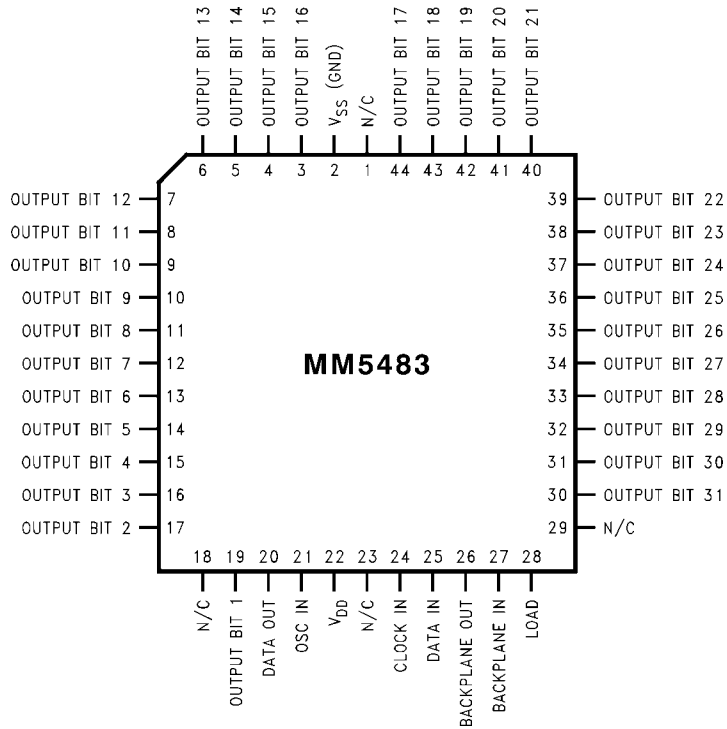 OUTPUT BIT 13
OUTPUT BIT 14
OUTPUT BIT 15
OUTPUT BIT 16
VSS (GND)
N/C
OUTPUT BIT 17
OUTPUT BIT 18
OUTPUT BIT 19
OUTPUT BIT 20
OUTPUT BIT 21
6 5 4 3 2 1 44 43 42 41 40
OUTPUT BIT 12 7
OUTPUT BIT 11 8
OUTPUT BIT 10 9
OUTPUT BIT 9 10
OUTPUT BIT 8 11
OUTPUT BIT 7 12
OUTPUT BIT 6 13
OUTPUT BIT 5 14
OUTPUT BIT 4 15
OUTPUT BIT 3 16
OUTPUT BIT 2 17
MM5483
39 OUTPUT BIT 22
38 OUTPUT BIT 23
37 OUTPUT BIT 24
36 OUTPUT BIT 25
35 OUTPUT BIT 26
34 OUTPUT BIT 27
33 OUTPUT BIT 28
32 OUTPUT BIT 29
31 OUTPUT BIT 30
30 OUTPUT BIT 31
29 N/C
18 19 20 21 22 23 24 25 26 27 28
N/C
OUTPUT BIT 1
DATA OUT
OSC IN
VDD
N/C
CLOCK IN
DATA IN
BACKPLANE OUT
BACKPLANE IN
LOAD